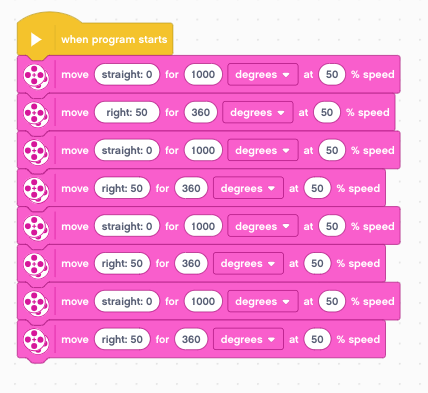 when program starts
move straight: 0 for 1000 degrees at 50 % speed
move right: 50 for 360 degrees at 50 % speed
move straight: 0 for 1000 degrees at 50 % speed
move right: 50 for 360 degrees at 50 % speed
move straight: 0 for 1000 degrees at 50 % speed
move right: 50 for 360 degrees at 50 % speed
move straight: 0 for 1000 degrees at 50 % speed
move right: 50 for 360 degrees at 50 % speed